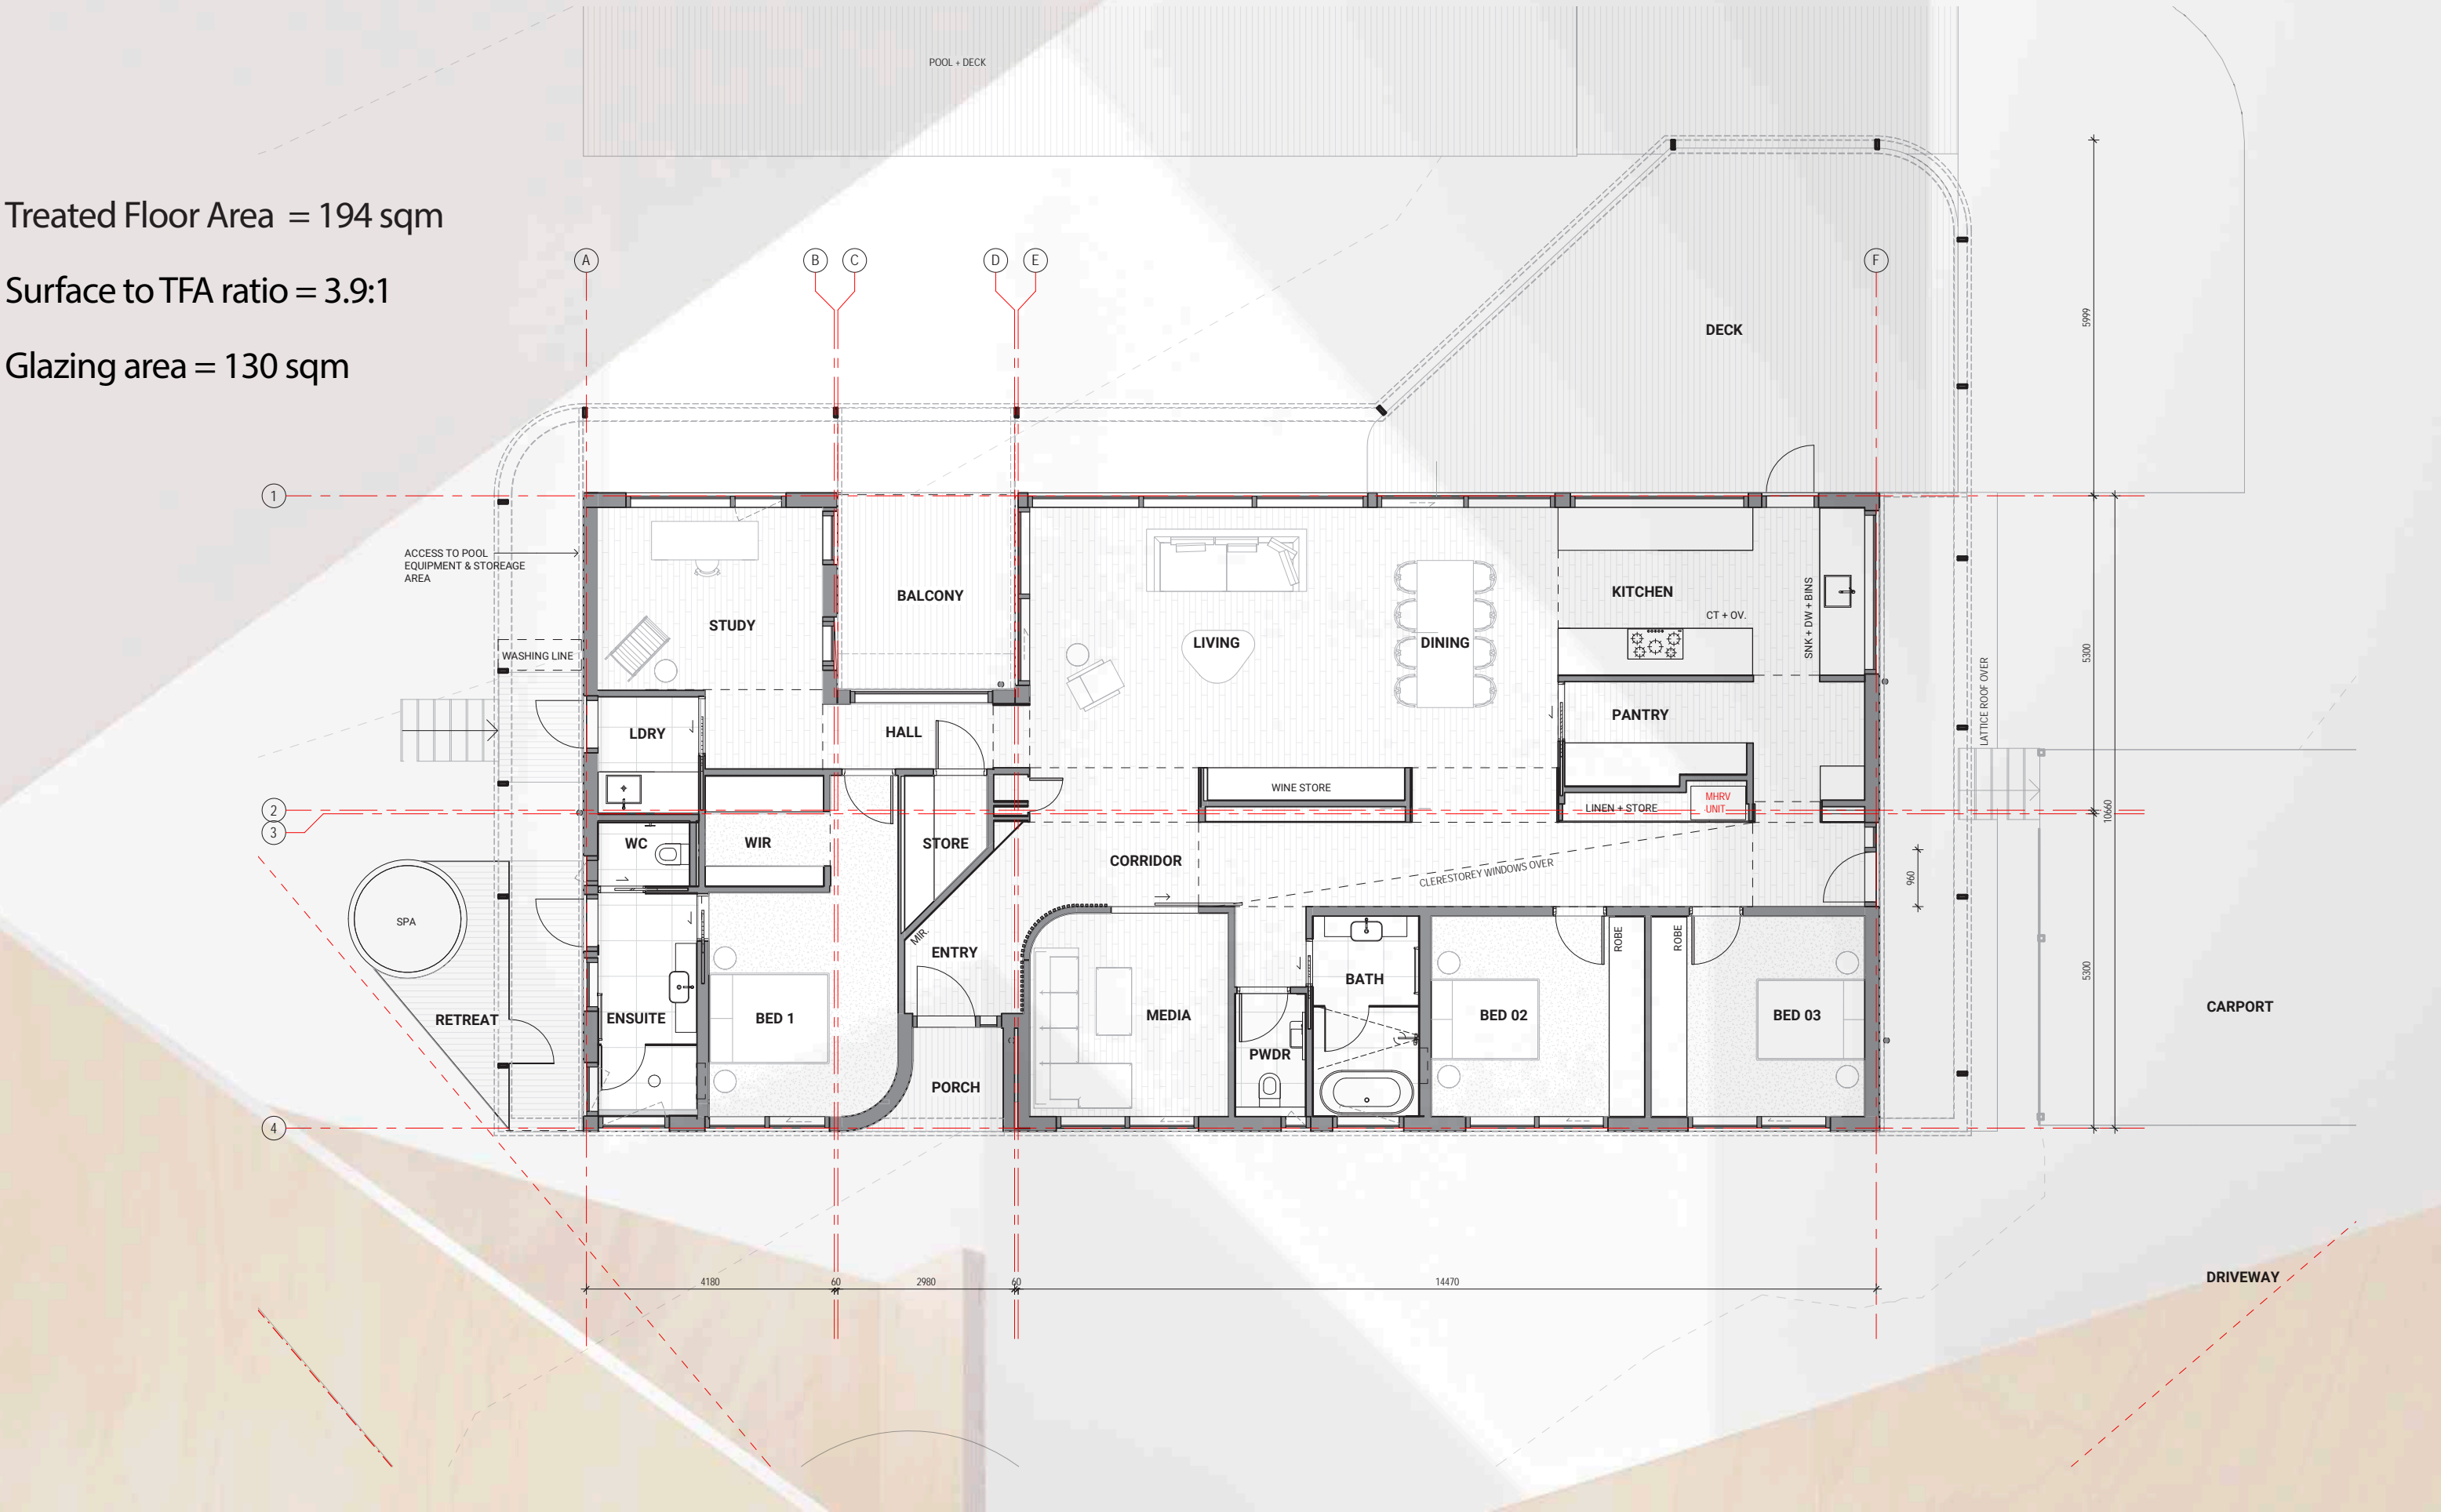 POOL + DECK
Treated Floor Area = 194 sqm
Surface to TFA ratio = 3.9:1
Glazing area = 130 sqm
A
B
C
D
E
F
5999
DECK
1
ACCESS TO POOL
EQUIPMENT & STOREAGE
AREA
WASHING LINE
STUDY
BALCONY
LIVING
DINING
KITCHEN
CT + OV.
SNK + DW + BINS
LATTICE ROOF OVER
5300
10660
LDRY
HALL
PANTRY
WINE STORE
LINEN + STORE
MHRV
UNIT
2
3
WC
WIR
STORE
CORRIDOR
CLERESTOREY WINDOWS OVER
960
SPA
MIR.
ENTRY
ROBE
ROBE
BATH
5300
RETREAT
ENSUITE
BED 1
MEDIA
PWDR
BED 02
BED 03
CARPORT
PORCH
4
4180
60
2980
60
14470
DRIVEWAY